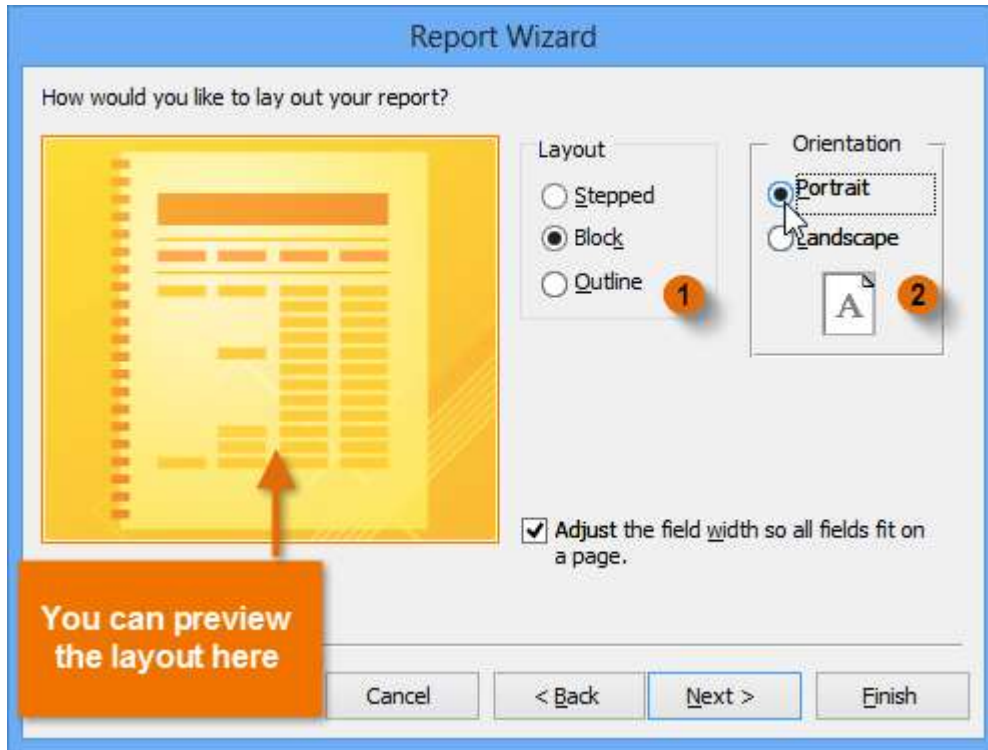 Report Wizard
How would you like to lay out your report?
Layout
Stepped
Block
Outline
1
Orientation
Portrait
Landscape
A
2
Adjust the field width so all fields fit on
a page.
You can preview
the layout here
Cancel
< Back
Next >
Finish